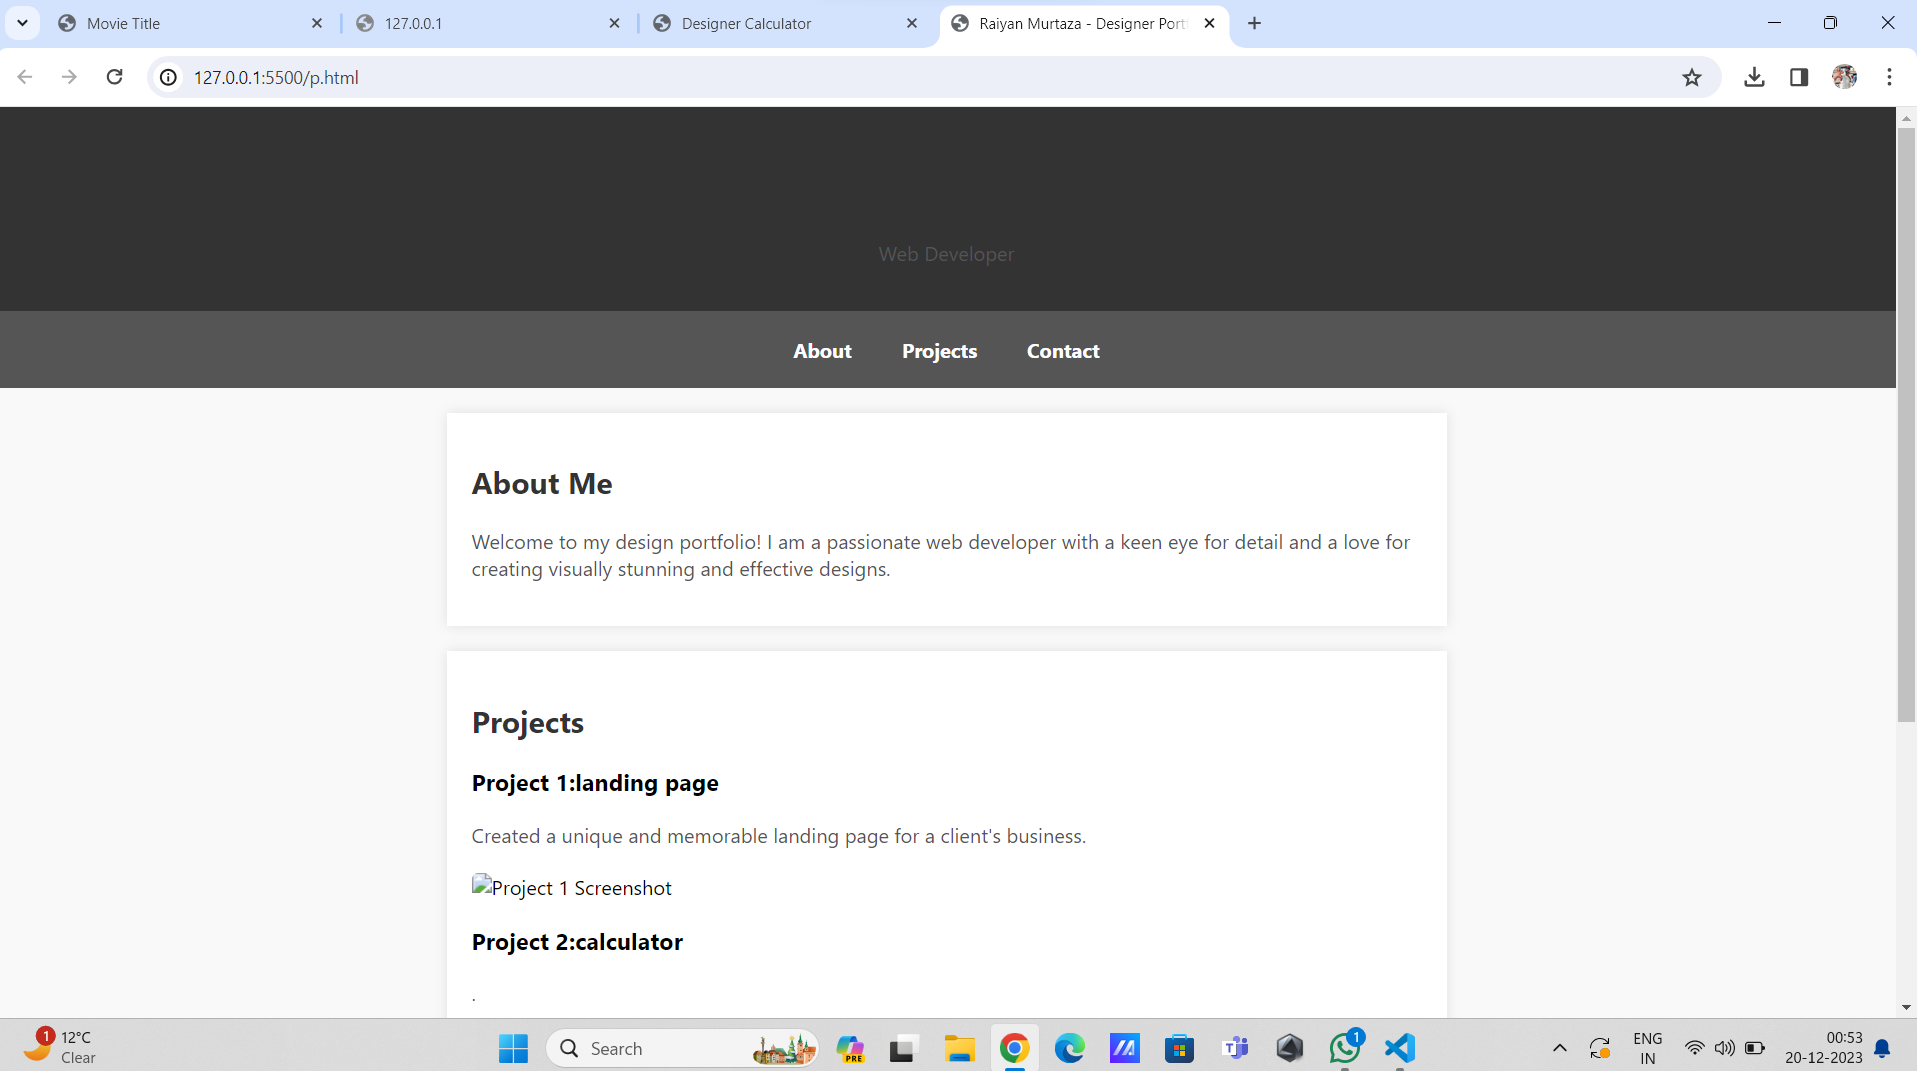 Movie Title
127.0.0.1
Designer Calculator
Raiyan Murtaza - Designer Port
127.0.0.1:5500/p.html
Web Developer
About Projects Contact
About Me
Welcome to my design portfolio! I am a passionate web developer with a keen eye for detail and a love for
creating visually stunning and effective designs.
Projects
Project 1:landing page
Created a unique and memorable landing page for a client's business.
Project 1 Screenshot
Project 2:calculator
.
1
12°C
Clear
Search
PRE
1
ENG
IN
00:53
20-12-2023